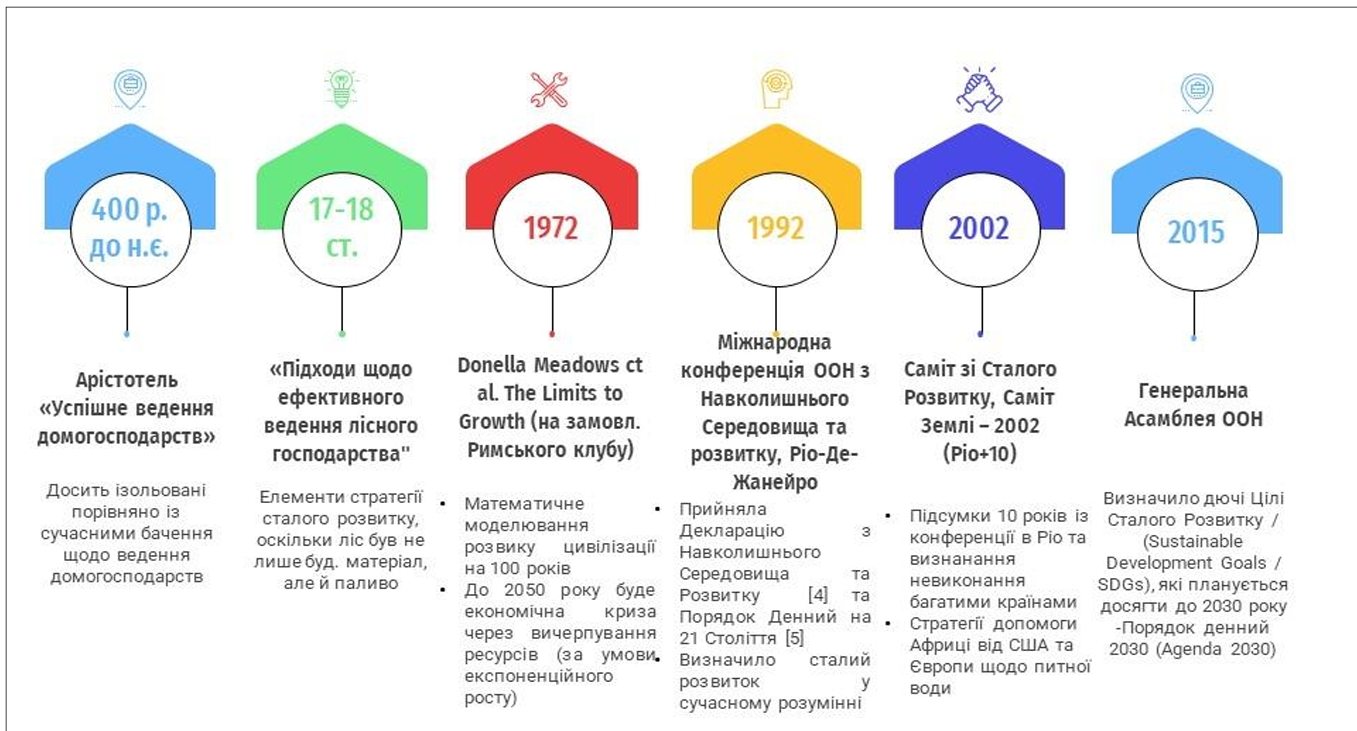 400 р.
до н.є.
Арістотель
«Успішне ведення
домогосподарств»
Досить ізольовані
порівняно із
сучасними бачення
щодо ведення
домогосподарств
17-18
ст.
«Підходи щодо
ефективного
ведення лісного
господарства"
Елементи стратегії
сталого розвитку,
оскільки ліс був не
лише буд. матеріал,
але й паливо
1972
Donella Meadows ct
al. The Limits to
Growth (на замовл.
Римського клубу)
• Математичне
моделювання
розвику цивілізації
на 100 років
• До 2050 року буде
економічна криза
через вичерпування
ресурсів (за умови
експоненційного
росту)
1992
Міжнародна
конференція ООН з
Навколишнього
Середовища та
розвитку, Ріо-Де-
Жанейро
• Прийняла
Декларацію з
Навколишнього
Середовища та
Розвитку [4] та
Порядок Денний на
21 Століття [5]
• Визначило сталий
розвиток у
сучасному розумінні
2002
Саміт зі Сталого
Розвитку, Саміт
Землі – 2002
(Ріо+10)
• Підсумки 10 років із
конференції в Ріо та
визнанання
невиконання
багатими країнами
• Стратегії допомоги
Африці від США та
Європи щодо питної
води
2015
Генеральна
Асамблея ООН
Визначило дючі Цілі
Сталого Розвитку /
(Sustainable
Development Goals /
SDGs), які планується
досягти до 2030 року
-Порядок денний
2030 (Agenda 2030)